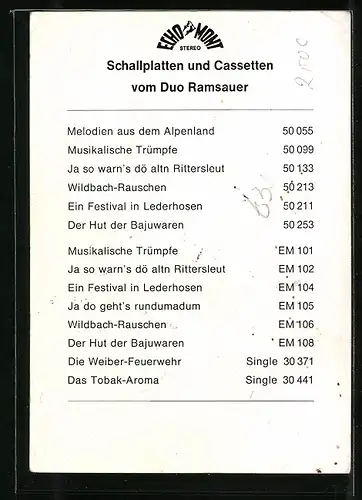 ECHO MONT
STEREO
Schallplatten und Cassetten
vom Duo Ramsauer
Melodien aus dem Alpenland 50 055
Musikalische Trümpfe 50 099
Ja so warn's dö altn Rittersleut 50 133
Wildbach-Rauschen 50 213
Ein Festival in Lederhosen 50 211
Der Hut der Bajuwaren 50 253
Musikalische Trümpfe EM 101
Ja so warn's dö altn Rittersleut EM 102
Ein Festival in Lederhosen EM 104
Ja do geht's rundumadum EM 105
Wildbach-Rauschen EM 106
Der Hut der Bajuwaren EM 108
Die Weiber-Feuerwehr Single 30 371
Das Tobak-Aroma Single 30 441